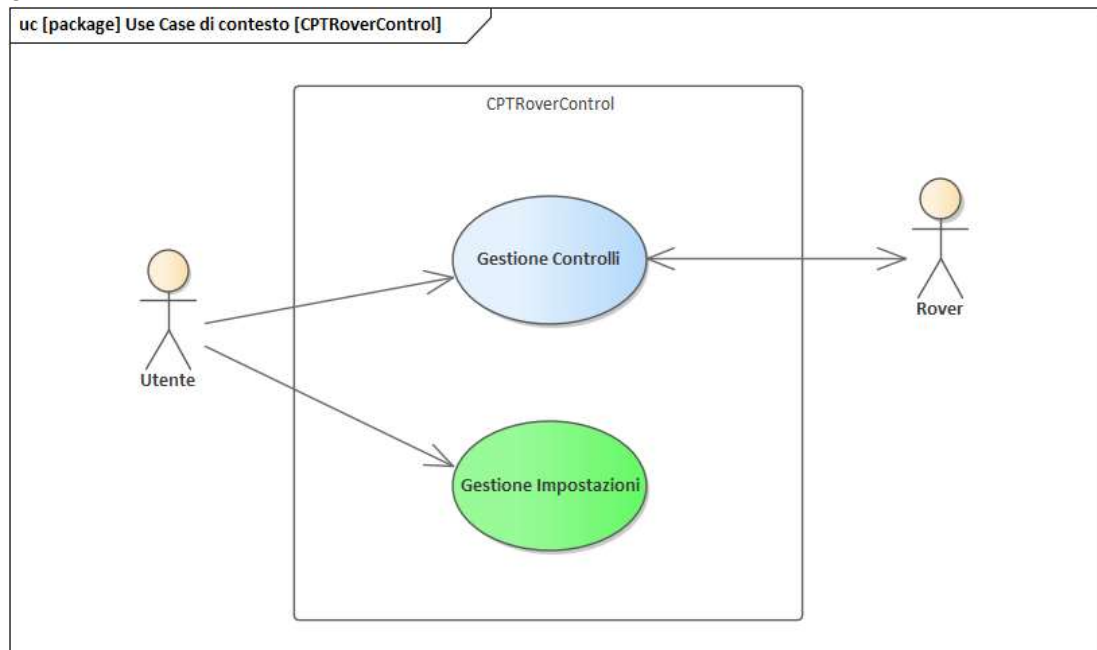 uc [package] Use Case di contesto [CPTRoverControl]
CPTRoverControl
Gestione Controlli
Rover
Utente
Gestione Impostazioni